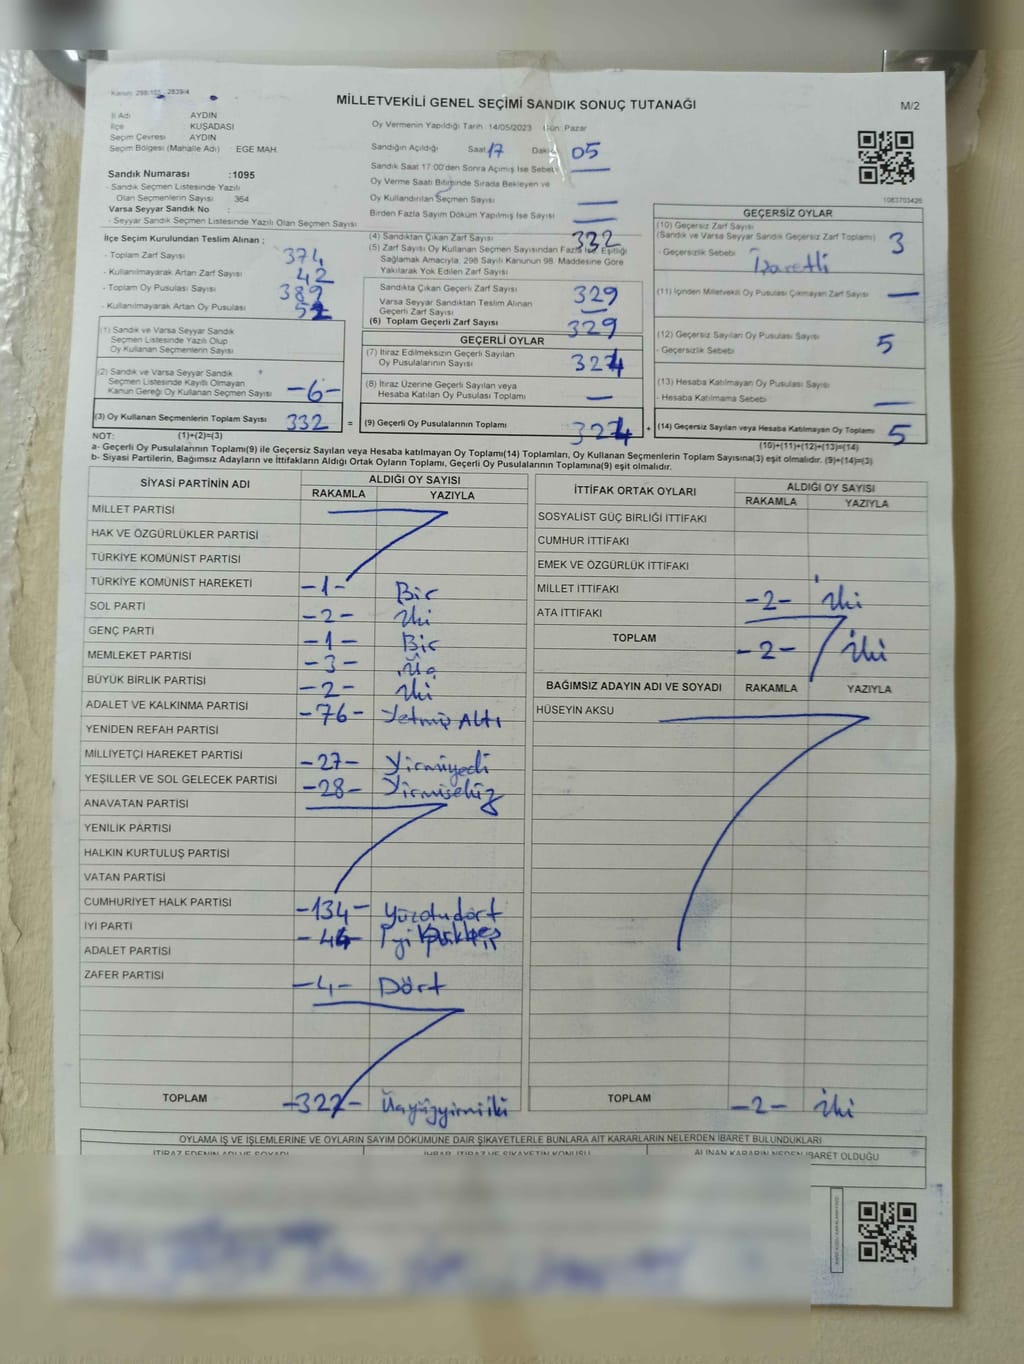 Kanun: 298/105 2839/4
MİLLETVEKİLİ GENEL SEÇİMİ SANDIK SONUÇ TUTANAĞI
M/2
İl Adı AYDIN
İlçe KUŞADASI
Seçim Çevresi AYDIN
Seçim Bölgesi (Mahalle Adı) : EGE MAH.
Sandık Numarası :1095
- Sandık Seçmen Listesinde Yazılı
Olan Seçmenlerin Sayısı 364
Varsa Seyyar Sandık No :
- Seyyar Sandık Seçmen Listesinde Yazılı Olan Seçmen Sayısı
Oy Vermenin Yapıldığı Tarih :14/05/2023 Gün: Pazar
Sandığın Açıldığı Saat 17 Daki 05
Sandık Saat 17:00'den Sonra Açılmış İse Sebebi —
Oy Verme Saati Bitiminde Sırada Bekleyen ve
Oy Kullandırılan Seçmen Sayısı —
Birden Fazla Sayım Döküm Yapılmış İse Sayısı —
1083703426
İlçe Seçim Kurulundan Teslim Alınan ;
- Toplam Zarf Sayısı 374
- Kullanılmayarak Artan Zarf Sayısı 42
- Toplam Oy Pusulası Sayısı 389
- Kullanılmayarak Artan Oy Pusulası 52
(1) Sandık ve Varsa Seyyar Sandık
Seçmen Listesinde Yazılı Olup
Oy Kullanan Seçmenlerin Sayısı
(2) Sandık ve Varsa Seyyar Sandık
Seçmen Listesinde Kayıtlı Olmayan
Kanun Gereği Oy Kullanan Seçmen Sayısı -6-
(3) Oy Kullanan Seçmenlerin Toplam Sayısı 332 =
(1)+(2)=(3)
(4) Sandıktan Çıkan Zarf Sayısı 332
(5) Zarf Sayısı Oy Kullanan Seçmen Sayısından Fazla ise, Eşitliği
Sağlamak Amacıyla, 298 Sayılı Kanunun 98. Maddesine Göre
Yakılarak Yok Edilen Zarf Sayısı
Sandıkta Çıkan Geçerli Zarf Sayısı 329
Varsa Seyyar Sandıktan Teslim Alınan
Geçerli Zarf Sayısı —
(6) Toplam Geçerli Zarf Sayısı 329
GEÇERLİ OYLAR
(7) İtiraz Edilmeksizin Geçerli Sayılan
Oy Pusulalarının Sayısı 324
(8) İtiraz Üzerine Geçerli Sayılan veya
Hesaba Katılan Oy Pusulası Toplamı —
(9) Geçerli Oy Pusulalarının Toplamı 324 +
GEÇERSİZ OYLAR
(10) Geçersiz Zarf Sayısı
(Sandık ve Varsa Seyyar Sandık Geçersiz Zarf Toplamı) 3
- Geçersizlik Sebebi İşaretli
(11) İçinden Milletvekili Oy Pusulası Çıkmayan Zarf Sayısı —
(12) Geçersiz Sayılan Oy Pusulası Sayısı 5
- Geçersizlik Sebebi
(13) Hesaba Katılmayan Oy Pusulası Sayısı
- Hesaba Katılmama Sebebi —
(14) Geçersiz Sayılan veya Hesaba Katılmayan Oy Toplamı 5
(10)+(11)+(12)+(13)=(14)
NOT:
a- Geçerli Oy Pusulalarının Toplamı(9) ile Geçersiz Sayılan veya Hesaba katılmayan Oy Toplamı(14) Toplamları, Oy Kullanan Seçmenlerin Toplam Sayısına(3) eşit olmalıdır. (9)+(14)=(3)
b- Siyasi Partilerin, Bağımsız Adayların ve İttifakların Aldığı Ortak Oyların Toplamı, Geçerli Oy Pusulalarının Toplamına(9) eşit olmalıdır.
SİYASİ PARTİNİN ADI ALDIĞI OY SAYISI
RAKAMLA YAZIYLA
MİLLET PARTİSİ
HAK VE ÖZGÜRLÜKLER PARTİSİ
TÜRKİYE KOMÜNİST PARTİSİ
TÜRKİYE KOMÜNİST HAREKETİ -1- Bir
SOL PARTİ -2- İki
GENÇ PARTİ -1- Bir
MEMLEKET PARTİSİ -3- Üç
BÜYÜK BİRLİK PARTİSİ -2- İki
ADALET VE KALKINMA PARTİSİ -76- Yetmiş Altı
YENİDEN REFAH PARTİSİ
MİLLİYETÇİ HAREKET PARTİSİ -27- Yirmiyedi
YEŞİLLER VE SOL GELECEK PARTİSİ -28- Yirmisekiz
ANAVATAN PARTİSİ
YENİLİK PARTİSİ
HALKIN KURTULUŞ PARTİSİ
VATAN PARTİSİ
CUMHURİYET HALK PARTİSİ -134- Yüzotuzdört
İYİ PARTİ
ADALET PARTİSİ
ZAFER PARTİSİ -4- Dört
TOPLAM -322- Üçyüzyirmiiki
İTTİFAK ORTAK OYLARI ALDIĞI OY SAYISI
RAKAMLA YAZIYLA
SOSYALİST GÜÇ BİRLİĞİ İTTİFAKI
CUMHUR İTTİFAKI
EMEK VE ÖZGÜRLÜK İTTİFAKI
MİLLET İTTİFAKI -2- İki
ATA İTTİFAKI
TOPLAM -2- İki
BAĞIMSIZ ADAYIN ADI VE SOYADI RAKAMLA YAZIYLA
HÜSEYİN AKSU
TOPLAM -2- İki
OYLAMA İŞ VE İŞLEMLERİNE VE OYLARIN SAYIM DÖKÜMÜNE DAİR ŞİKAYETLERLE BUNLARA AİT KARARLARIN NELERDEN İBARET BULUNDUKLARI
İTİRAZ EDENİN ADI VE SOYADI İHBAR, İTİRAZ VE ŞİKAYETİN KONUSU ALINAN KARARIN NEDEN İBARET OLDUĞU